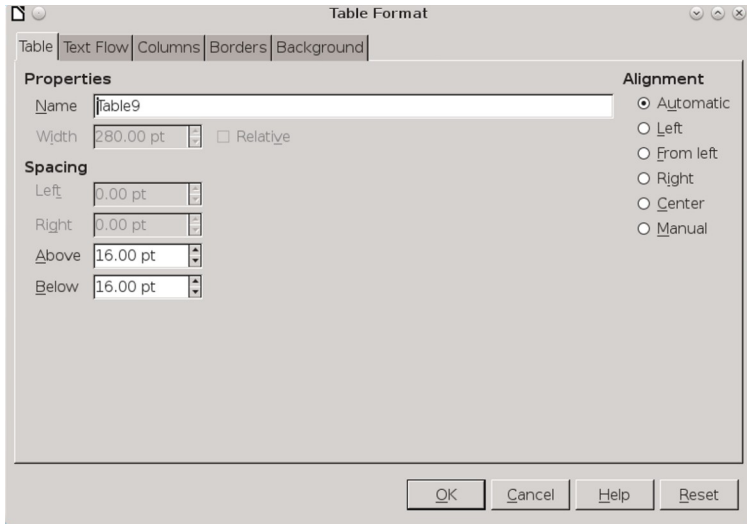 Table Format
Table Text Flow Columns Borders Background
Properties
Name Table9
Width 280.00 pt Relative
Spacing
Left 0.00 pt
Right 0.00 pt
Above 16.00 pt
Below 16.00 pt
Alignment
Automatic
Left
From left
Right
Center
Manual
OK Cancel Help Reset